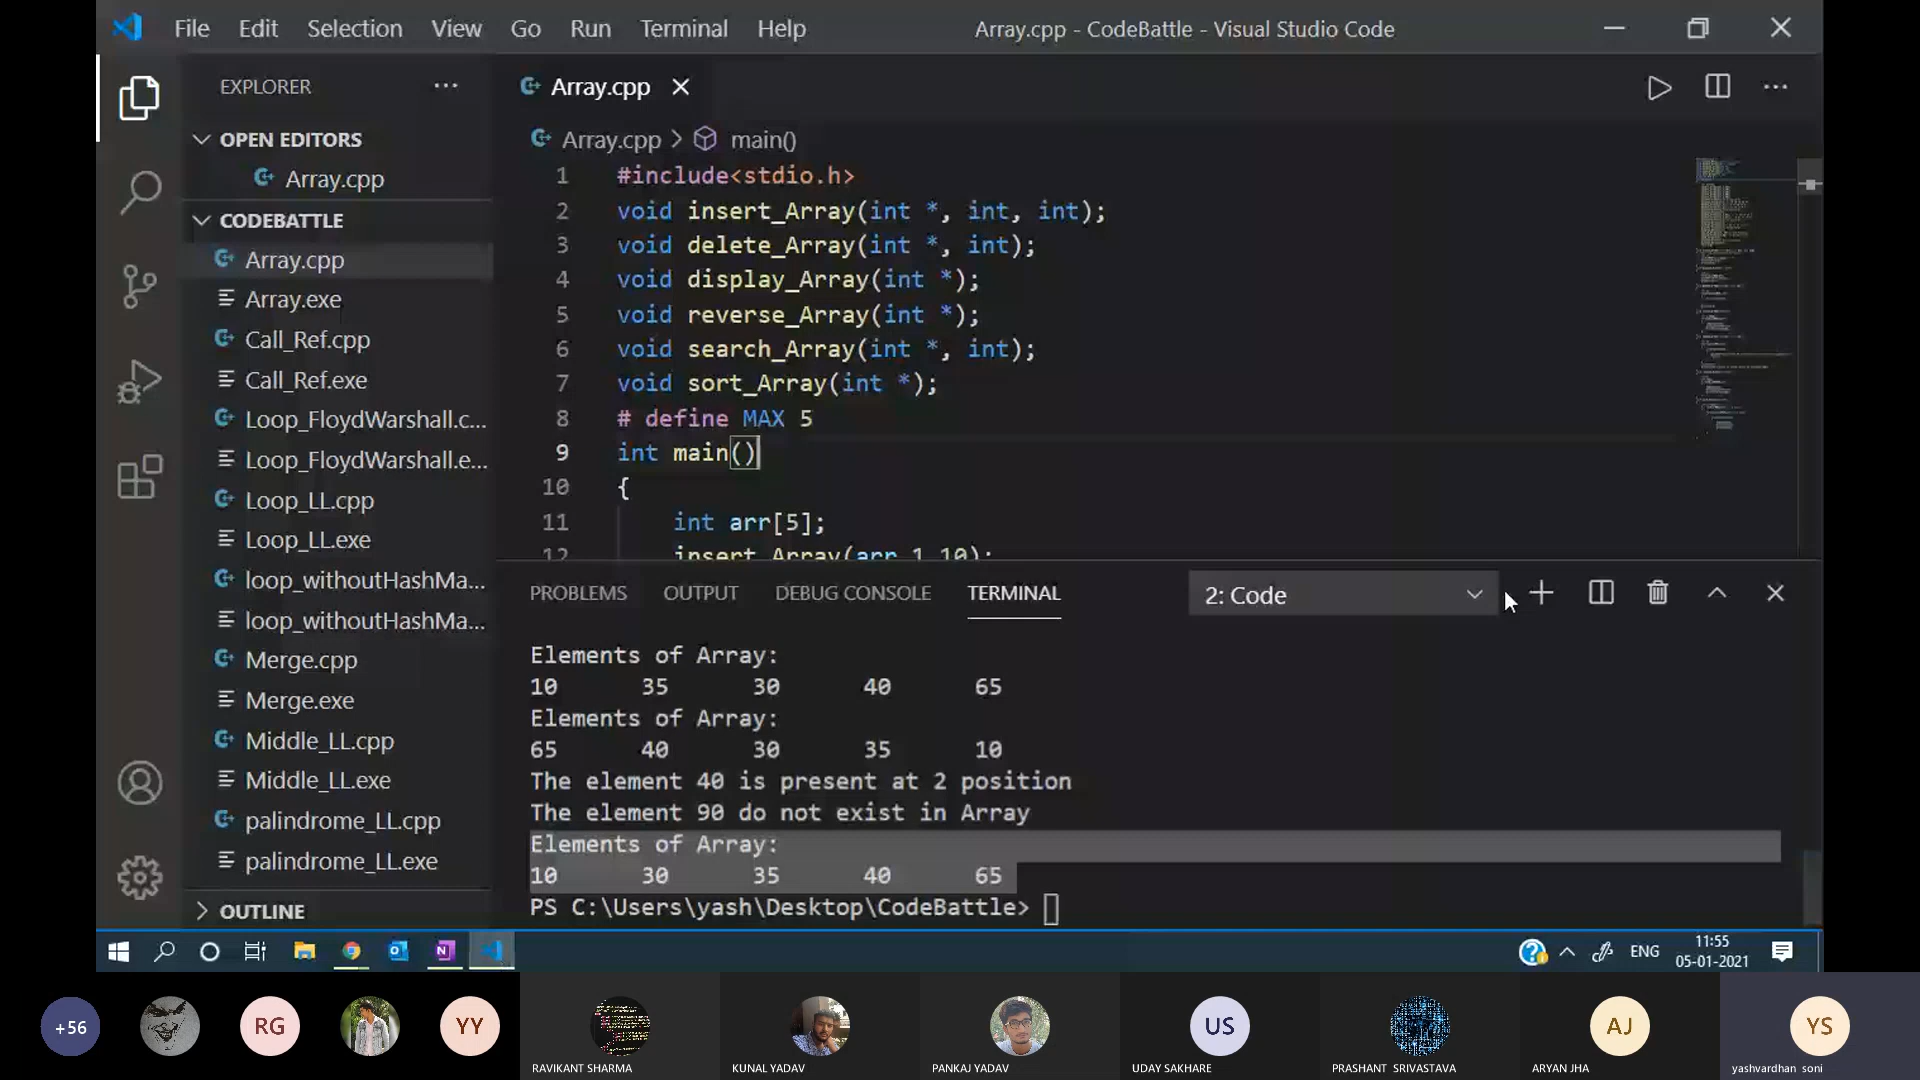 File Edit Selection View Go Run Terminal Help
Array.cpp - CodeBattle - Visual Studio Code
EXPLORER
OPEN EDITORS
Array.cpp
CODEBATTLE
Array.cpp
Array.exe
Call_Ref.cpp
Call_Ref.exe
Loop_FloydWarshall.c...
Loop_FloydWarshall.e...
Loop_LL.cpp
Loop_LL.exe
loop_withoutHashMa...
loop_withoutHashMa...
Merge.cpp
Merge.exe
Middle_LL.cpp
Middle_LL.exe
palindrome_LL.cpp
palindrome_LL.exe
OUTLINE
Array.cpp
Array.cpp > main()
1 #include<stdio.h>
2 void insert_Array(int *, int, int);
3 void delete_Array(int *, int);
4 void display_Array(int *);
5 void reverse_Array(int *);
6 void search_Array(int *, int);
7 void sort_Array(int *);
8 # define MAX 5
9 int main()
10 {
11 int arr[5];
12 insert_Array(arr,1,10);
PROBLEMS OUTPUT DEBUG CONSOLE TERMINAL 2: Code
Elements of Array:
10 35 30 40 65
Elements of Array:
65 40 30 35 10
The element 40 is present at 2 position
The element 90 do not exist in Array
Elements of Array:
10 30 35 40 65
PS C:\Users\yash\Desktop\CodeBattle>
ENG
11:55
05-01-2021
+56 RG YY US AJ YS
RAVIKANT SHARMA KUNAL YADAV PANKAJ YADAV UDAY SAKHARE PRASHANT SRIVASTAVA ARYAN JHA yashvardhan soni